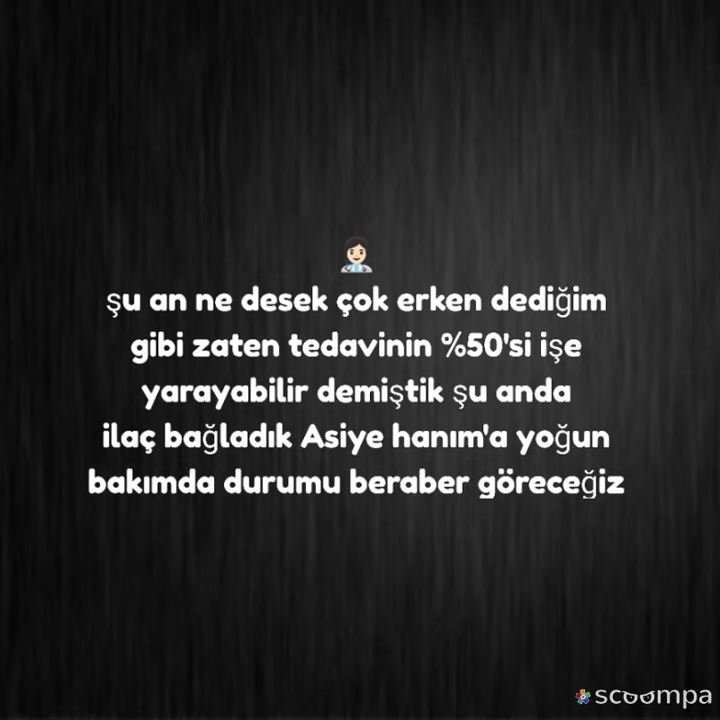 şu an ne desek çok erken dediğim
gibi zaten tedavinin %50'si işe
yarayabilir demiştik şu anda
ilaç bağladık Asiye hanım'a yoğun
bakımda durumu beraber göreceğiz
scoompa